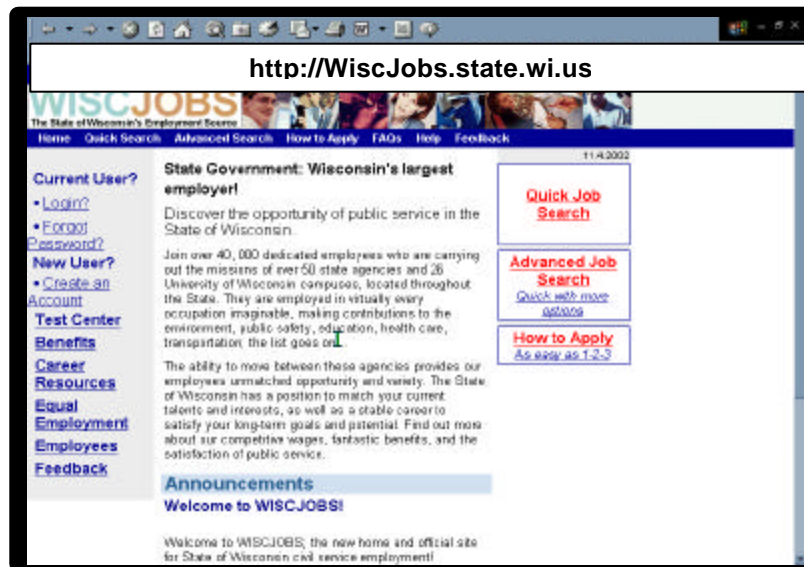 http://WiscJobs.state.wi.us
WISCJOBS
The State of Wisconsin's Employment Source
Home Quick Search Advanced Search How to Apply FAQs Help Feedback
11.4.2002
Current User?
• Login?
• Forgot
Password?
New User?
• Create an
Account
Test Center
Benefits
Career
Resources
Equal
Employment
Employees
Feedback
State Government: Wisconsin's largest
employer!
Discover the opportunity of public service in the
State of Wisconsin.
Join over 40,000 dedicated employees who are carrying
out the missions of over 50 state agencies and 26
University of Wisconsin campuses, located throughout
the State. They are employed in virtually every
occupation imaginable, making contributions to the
environment, public safety, education, health care,
transportation; the list goes on.
The ability to move between these agencies provides our
employees unmatched opportunity and variety. The State
of Wisconsin has a position to match your current
talents and interests, as well as a stable career to
satisfy your long-term goals and potential. Find out more
about our competitive wages, fantastic benefits, and the
satisfaction of public service.
Announcements
Welcome to WISCJOBS!
Welcome to WISCJOBS; the new home and official site
for State of Wisconsin civil service employment!
Quick Job
Search
Advanced Job
Search
Quick with more
options
How to Apply
As easy as 1-2-3